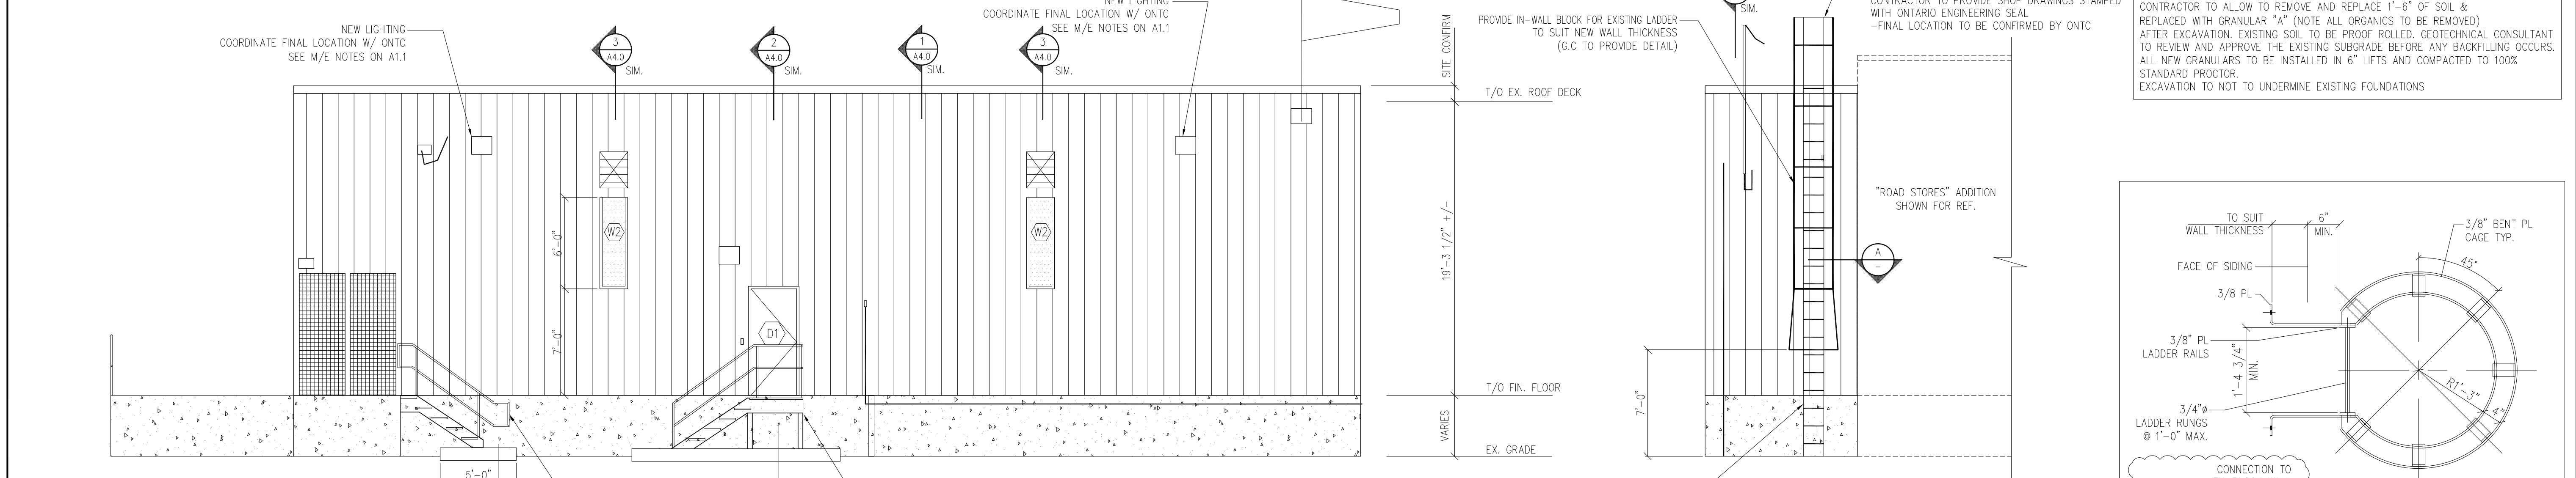 NEW LIGHTING
COORDINATE FINAL LOCATION W/ ONTC
SEE M/E NOTES ON A1.1
3
A4.0
SIM.
2
A4.0
SIM.
NEW LIGHTING
COORDINATE FINAL LOCATION W/ ONTC
SEE M/E NOTES ON A1.1
1
A4.0
SIM.
3
A4.0
SIM.
W2
W2
6'-0"
7'-0"
D1
5'-0"
SITE CONFIRM
T/O EX. ROOF DECK
19'-3 1/2" +/-
T/O FIN. FLOOR
VARIES
EX. GRADE
PROVIDE IN-WALL BLOCK FOR EXISTING LADDER
TO SUIT NEW WALL THICKNESS
(G.C TO PROVIDE DETAIL)
SIM.
CONTRACTOR TO PROVIDE SHOP DRAWINGS STAMPED
WITH ONTARIO ENGINEERING SEAL
-FINAL LOCATION TO BE CONFIRMED BY ONTC
"ROAD STORES" ADDITION
SHOWN FOR REF.
A
-
7'-0"
CONTRACTOR TO ALLOW TO REMOVE AND REPLACE 1'-6" OF SOIL &
REPLACED WITH GRANULAR "A" (NOTE ALL ORGANICS TO BE REMOVED)
AFTER EXCAVATION. EXISTING SOIL TO BE PROOF ROLLED. GEOTECHNICAL CONSULTANT
TO REVIEW AND APPROVE THE EXISTING SUBGRADE BEFORE ANY BACKFILLING OCCURS.
ALL NEW GRANULARS TO BE INSTALLED IN 6" LIFTS AND COMPACTED TO 100%
STANDARD PROCTOR.
EXCAVATION TO NOT TO UNDERMINE EXISTING FOUNDATIONS
TO SUIT
WALL THICKNESS
6"
MIN.
3/8" BENT PL
CAGE TYP.
FACE OF SIDING
45°
3/8 PL
3/8" PL
LADDER RAILS
1'-4 3/4"
MIN.
R1'-3"
4"
3/4"ø
LADDER RUNGS
@ 1'-0" MAX.
CONNECTION TO